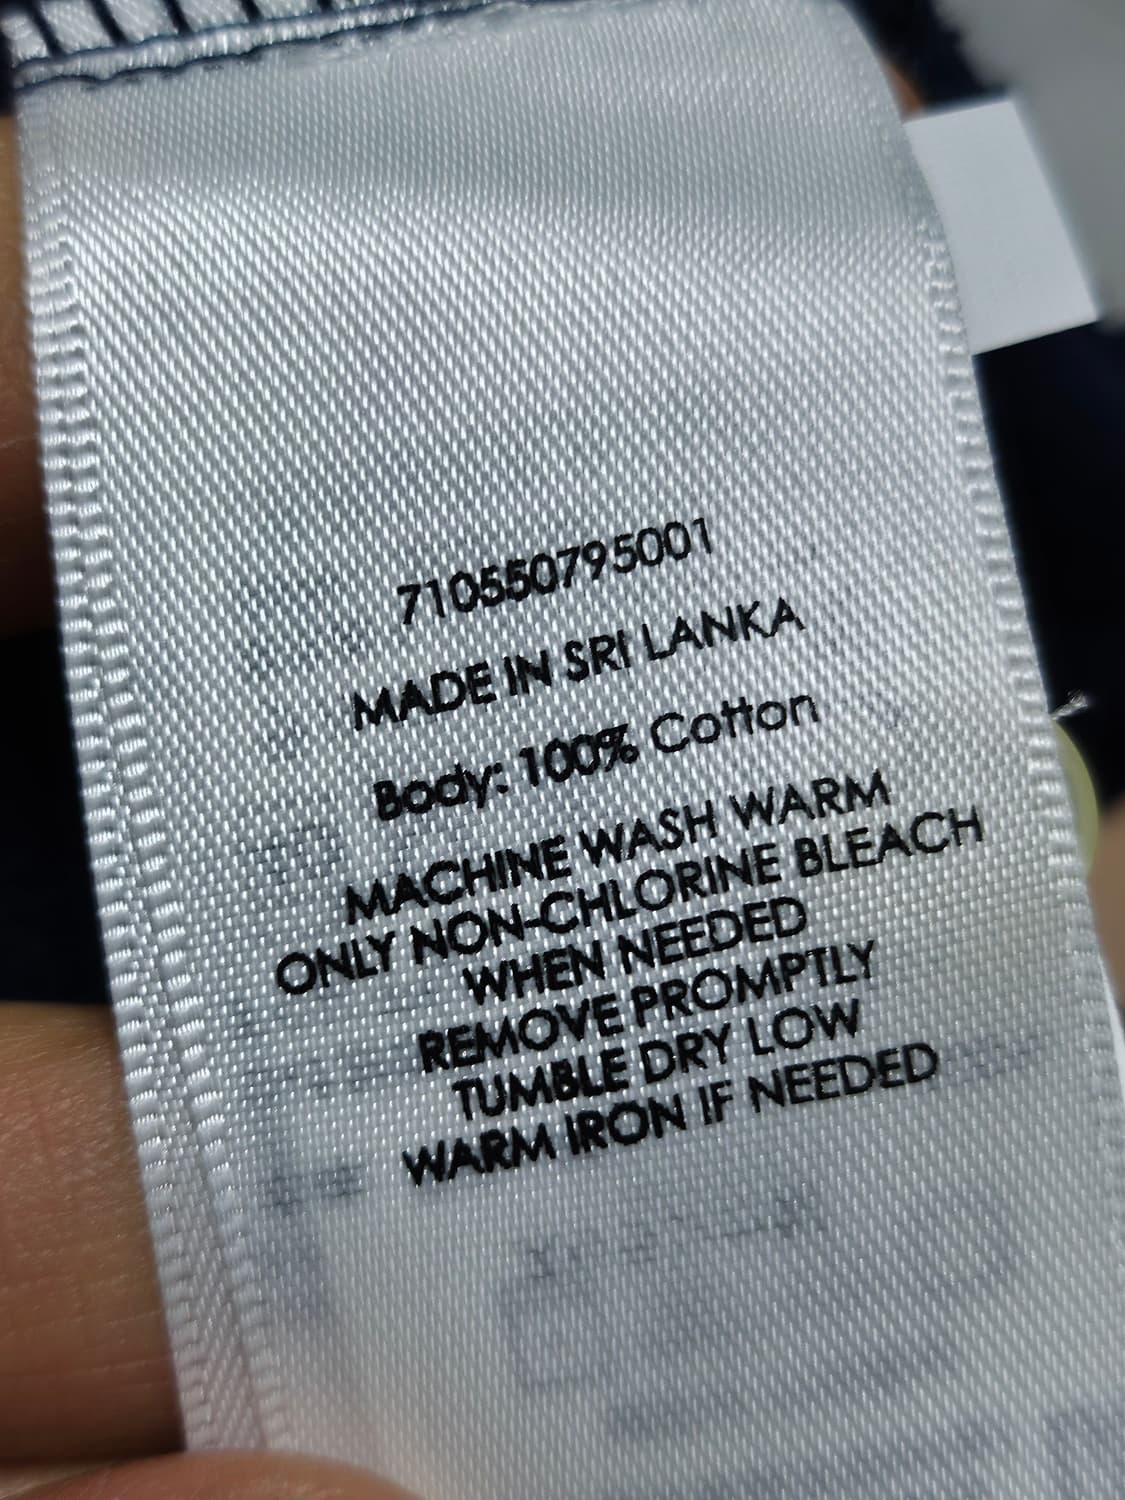 710550795001
MADE IN SRI LANKA
Body: 100% Cotton
MACHINE WASH WARM
ONLY NON-CHLORINE BLEACH
WHEN NEEDED
REMOVE PROMPTLY
TUMBLE DRY LOW
WARM IRON IF NEEDED